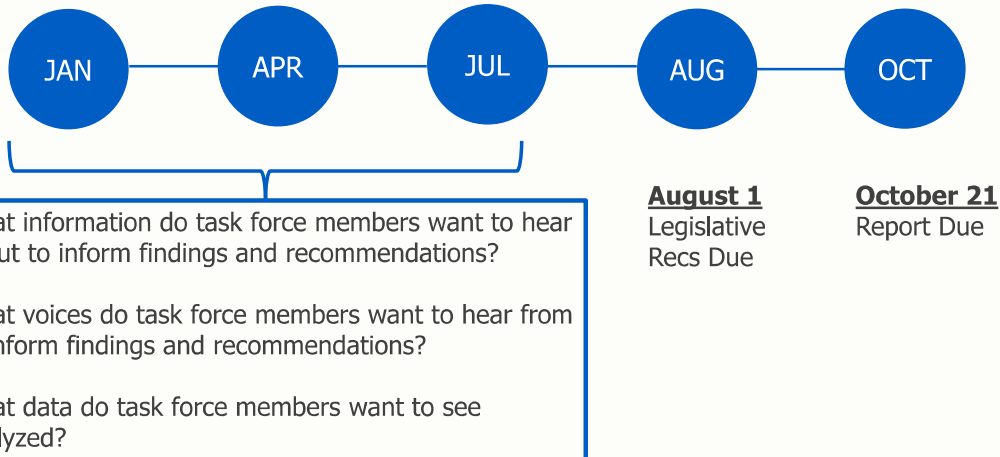 JAN
APR
JUL
AUG
OCT
August 1
Legislative
Recs Due
October 21
Report Due
information do task force members want to hear
to inform findings and recommendations?
voices do task force members want to hear from
findings and recommendations?
data do task force members want to see